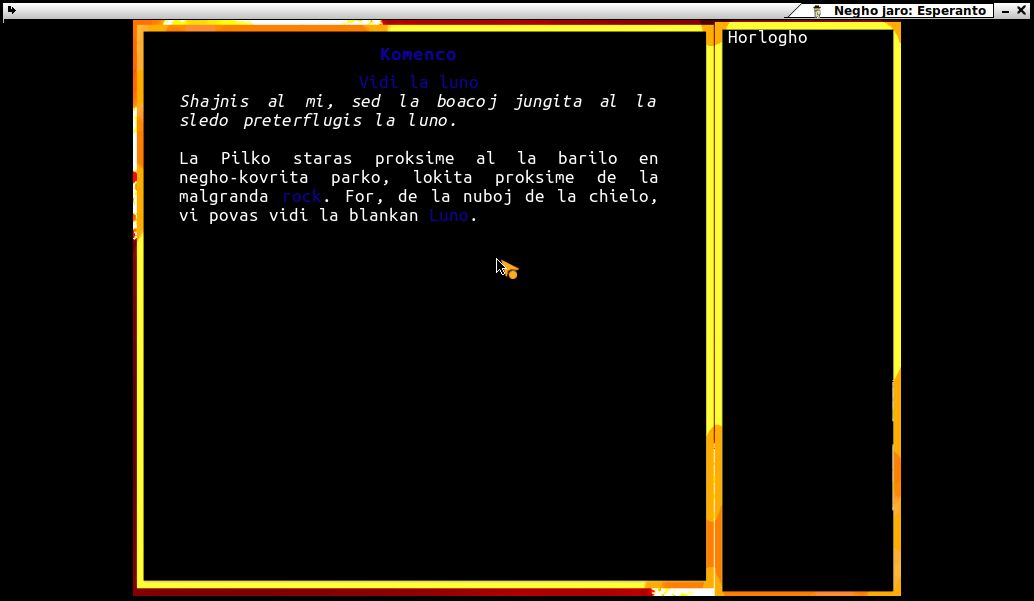 Negho jaro: Esperanto
Komenco
Vidi la luno
Shajnis al mi, sed la boacoj jungita al la
sledo preterflugis la luno.
La Pilko staras proksime al la barilo en
negho-kovrita parko, lokita proksime de la
malgranda rock. For, de la nuboj de la chielo,
vi povas vidi la blankan Luno.
Horlogho